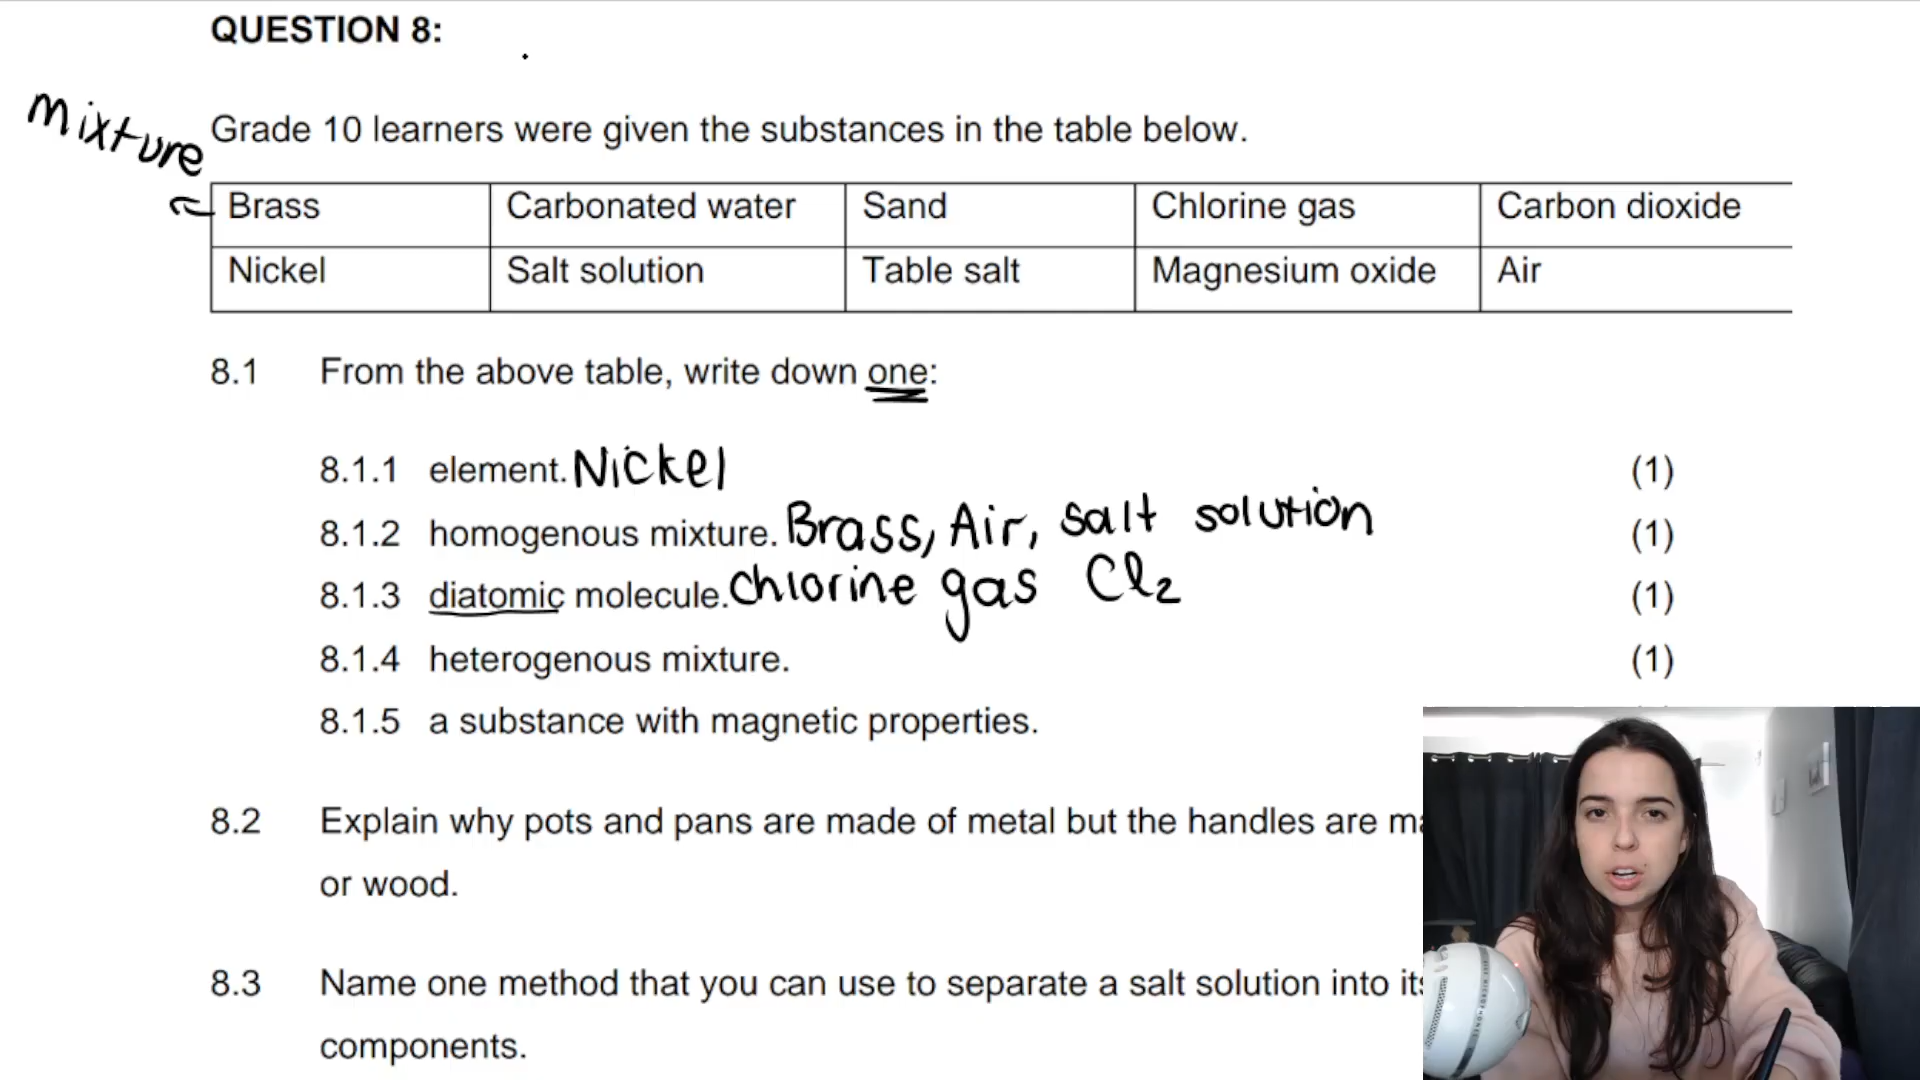 QUESTION 8:
Mixture
Grade 10 learners were given the substances in the table below.
Brass Carbonated water Sand Chlorine gas Carbon dioxide
Nickel Salt solution Table salt Magnesium oxide Air
8.1 From the above table, write down one:
8.1.1 element. Nickel (1)
8.1.2 homogenous mixture. Brass, Air, salt solution (1)
8.1.3 diatomic molecule. chlorine gas Cl₂ (1)
8.1.4 heterogenous mixture. (1)
8.1.5 a substance with magnetic properties.
8.2 Explain why pots and pans are made of metal but the handles are
or wood.
8.3 Name one method that you can use to separate a salt solution into
components.